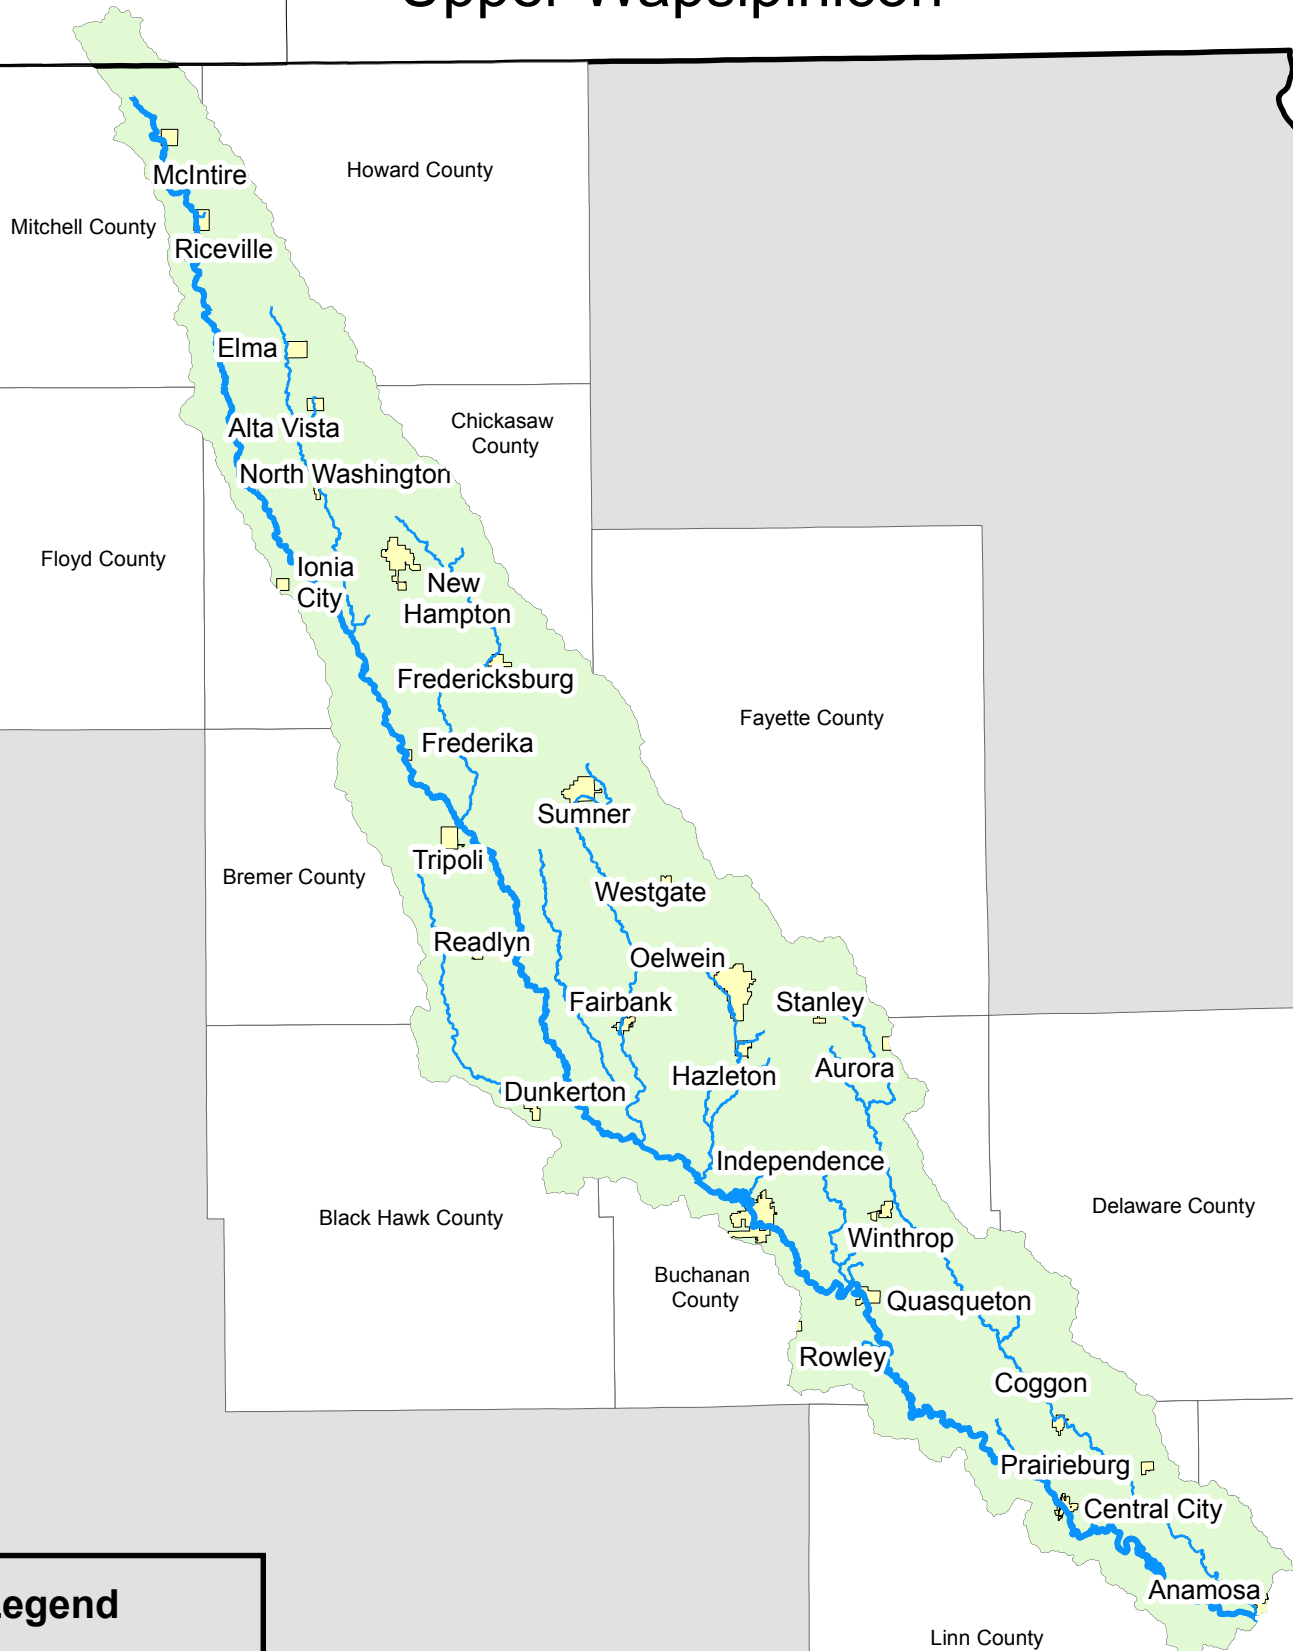 Upper Wapsipinicon
Howard County
McIntire
Mitchell County
Riceville
Elma
Chickasaw
County
Alta Vista
North Washington
Floyd County
Ionia
City
New
Hampton
Fredericksburg
Fayette County
Frederika
Sumner
Tripoli
Bremer County
Westgate
Readlyn
Oelwein
Fairbank
Stanley
Hazleton
Aurora
Dunkerton
Independence
Delaware County
Black Hawk County
Winthrop
Buchanan
County
Quasqueton
Rowley
Coggon
Prairieburg
Central City
Anamosa
Legend
Linn County